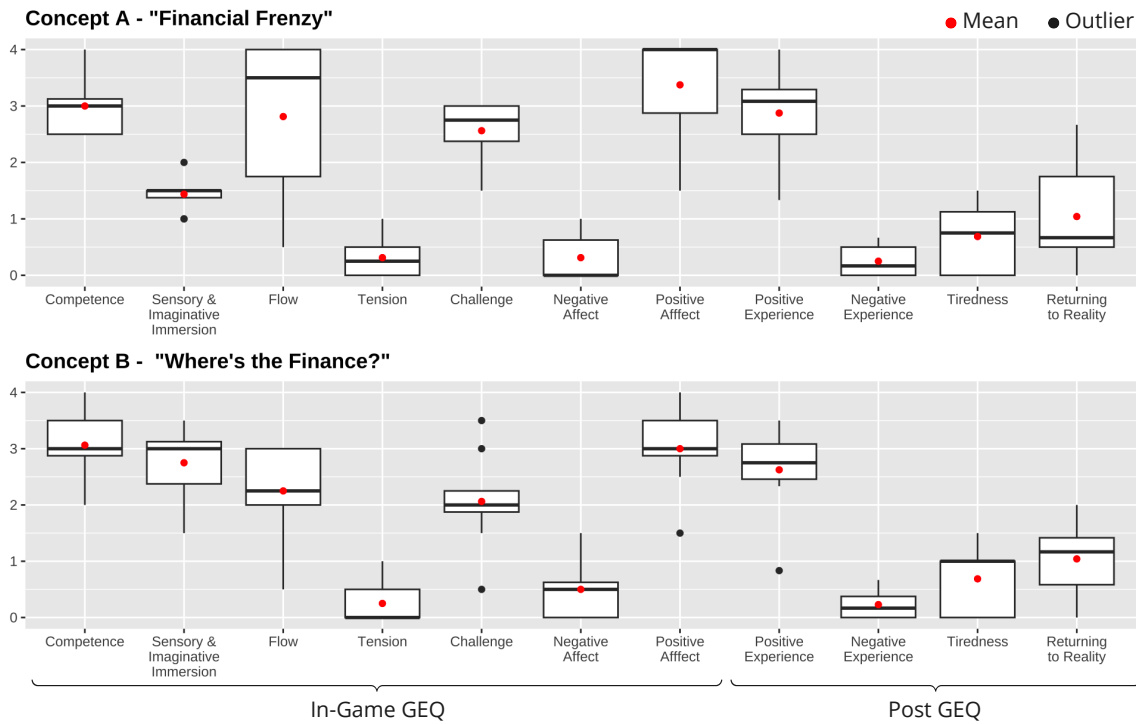 Concept A - "Financial Frenzy"
Mean
Outlier
4
3
2
1
0
Competence
Sensory &
Imaginative
Immersion
Flow
Tension
Challenge
Negative
Affect
Positive
Afffect
Positive
Experience
Negative
Experience
Tiredness
Returning
to Reality
Concept B -  "Where's the Finance?"
4
3
2
1
0
Competence
Sensory &
Imaginative
Immersion
Flow
Tension
Challenge
Negative
Affect
Positive
Afffect
Positive
Experience
Negative
Experience
Tiredness
Returning
to Reality
In-Game GEQ
Post GEQ